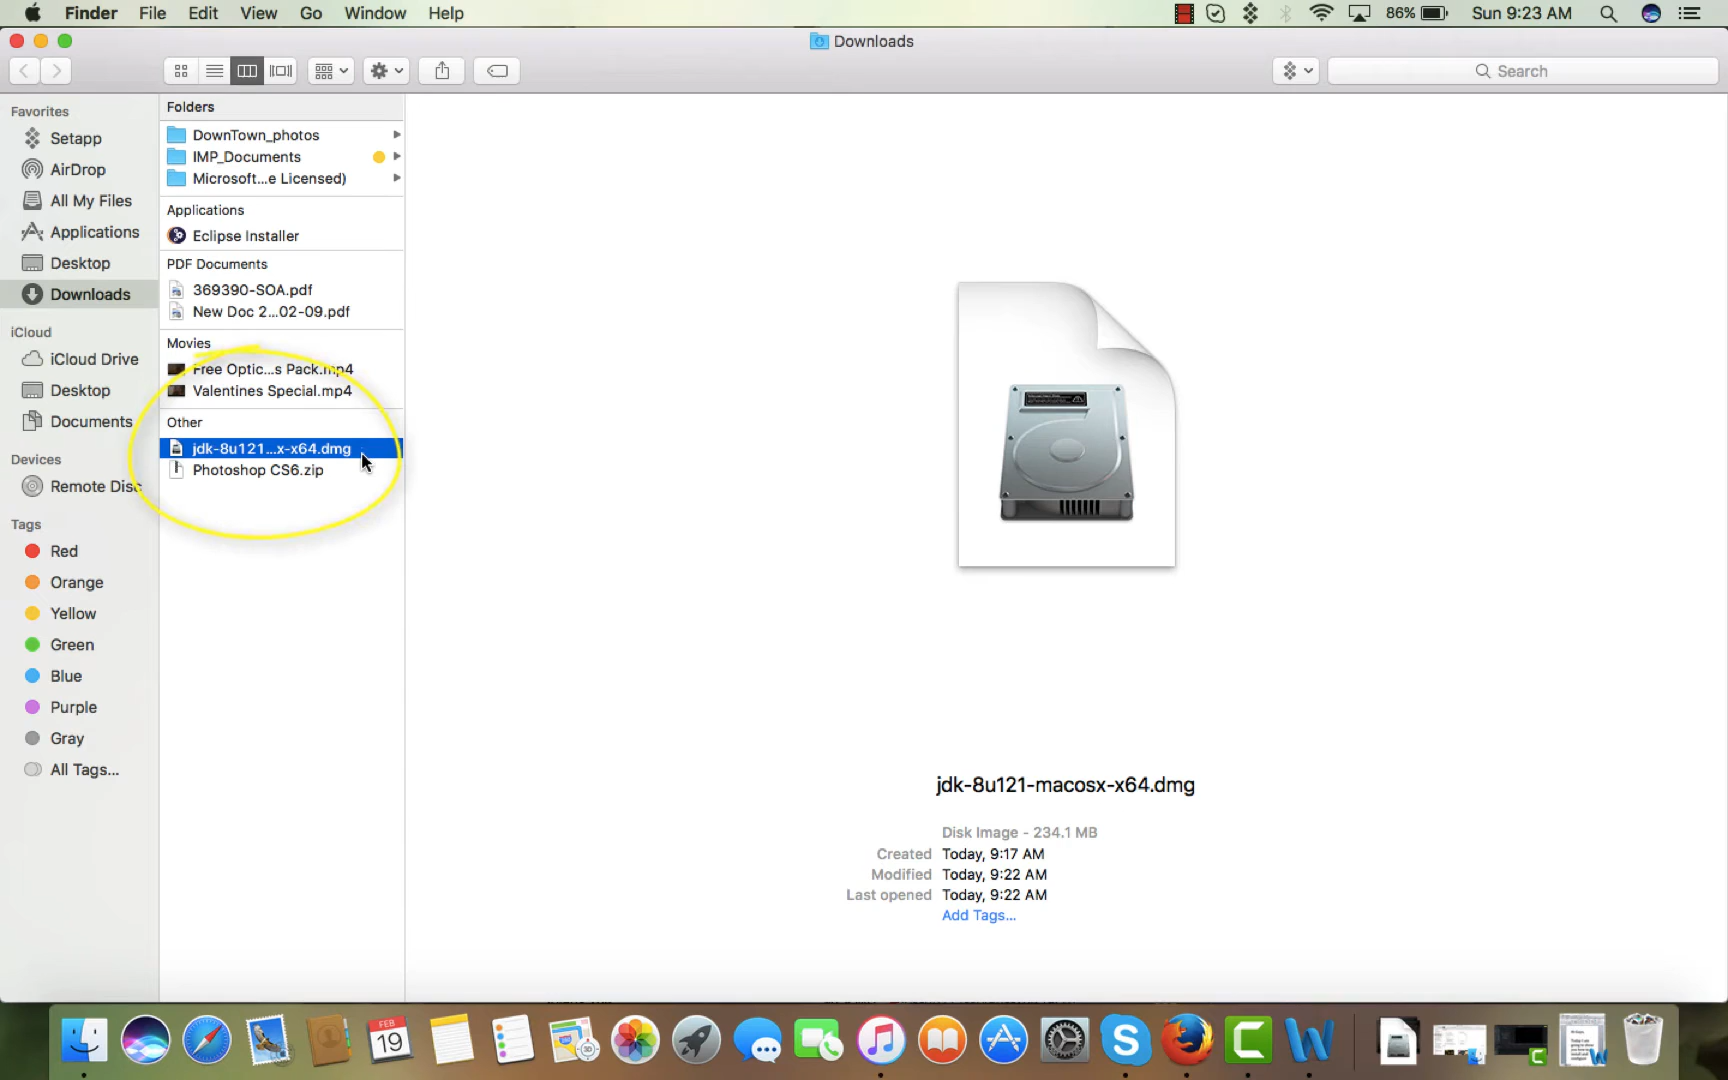 Finder File Edit View Go Window Help 86% Sun 9:23 AM
Downloads
Search
Favorites
Setapp
AirDrop
All My Files
Applications
Desktop
Downloads
iCloud
iCloud Drive
Desktop
Documents
Devices
Remote Disc
Tags
Red
Orange
Yellow
Green
Blue
Purple
Gray
All Tags...
Folders
DownTown_photos
IMP_Documents
Microsoft...e Licensed)
Applications
Eclipse Installer
PDF Documents
369390-SOA.pdf
New Doc 2...02-09.pdf
Movies
Free Optic...s Pack.mp4
Valentines Special.mp4
Other
jdk-8u121...x-x64.dmg
Photoshop CS6.zip
jdk-8u121-macosx-x64.dmg
Disk Image - 234.1 MB
Created Today, 9:17 AM
Modified Today, 9:22 AM
Last opened Today, 9:22 AM
Add Tags...
FEB
19